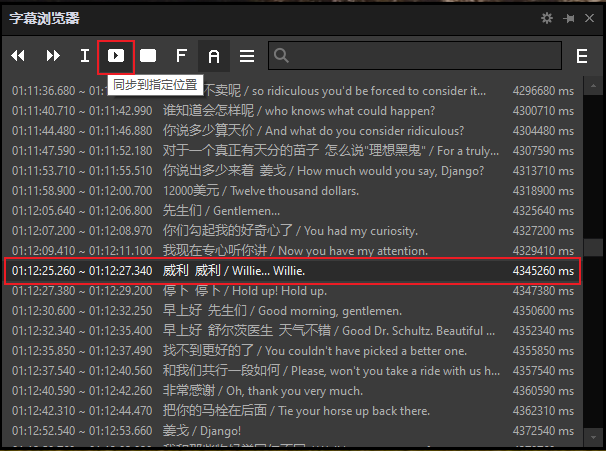 字幕浏览器
I F A E
同步到指定位置
01:11:36.680 ~ 01:1 不卖呢 / so ridiculous you'd be forced to consider it... 4296680 ms
01:11:40.710 ~ 01:11:42.990 谁知道会怎样呢 / who knows what could happen? 4300710 ms
01:11:44.480 ~ 01:11:46.880 你说多少算天价 / And what do you consider ridiculous? 4304480 ms
01:11:47.590 ~ 01:11:52.180 对于一个真正有天分的苗子 怎么说"理想黑鬼" / For a truly... 4307590 ms
01:11:53.710 ~ 01:11:55.510 你说出多少来着 姜戈 / How much would you say, Django? 4313710 ms
01:11:58.900 ~ 01:12:00.700 12000美元 / Twelve thousand dollars. 4318900 ms
01:12:05.640 ~ 01:12:06.800 先生们 / Gentlemen... 4325640 ms
01:12:07.200 ~ 01:12:08.970 你们勾起我的好奇心了 / You had my curiosity. 4327200 ms
01:12:09.410 ~ 01:12:11.100 我现在专心听你讲 / Now you have my attention. 4329410 ms
01:12:25.260 ~ 01:12:27.340 威利 威利 / Willie... Willie. 4345260 ms
01:12:27.380 ~ 01:12:29.200 停下 停下 / Hold up! Hold up. 4347380 ms
01:12:30.600 ~ 01:12:32.250 早上好 先生们 / Good morning, gentlemen. 4350600 ms
01:12:32.340 ~ 01:12:35.400 早上好 舒尔茨医生 天气不错 / Good Dr. Schultz. Beautiful ... 4352340 ms
01:12:35.850 ~ 01:12:37.490 找不到更好的了 / You couldn't have picked a better one. 4355850 ms
01:12:37.540 ~ 01:12:40.560 和我们共行一段如何 / Please, won't you take a ride with us h... 4357540 ms
01:12:40.590 ~ 01:12:42.260 非常感谢 / Oh, thank you very much. 4360590 ms
01:12:42.310 ~ 01:12:44.470 把你的马栓在后面 / Tie your horse up back there. 4362310 ms
01:12:52.270 ~ 01:12:53.660 姜戈 / Django! 4372270 ms